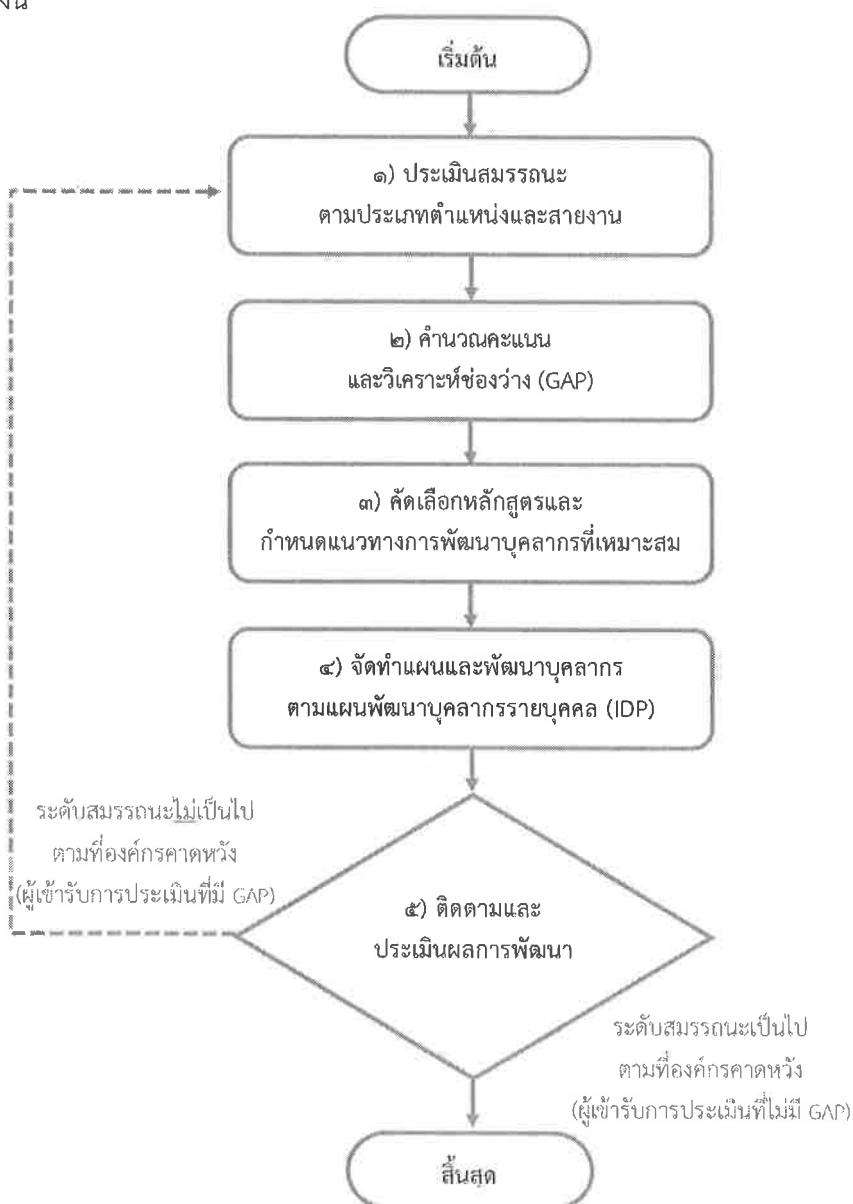 เริ่มต้น
๑) ประเมินสมรรถนะ
ตามประเภทตำแหน่งและสายงาน
๒) คำนวณคะแนน
และวิเคราะห์ช่องว่าง (GAP)
๓) คัดเลือกหลักสูตรและ
กำหนดแนวทางการพัฒนาบุคลากรที่เหมาะสม
๔) จัดทำแผนและพัฒนาบุคลากร
ตามแผนพัฒนาบุคลากรรายบุคคล (IDP)
ระดับสมรรถนะไม่เป็นไป
ตามที่องค์กรคาดหวัง
(ผู้เข้ารับการประเมินที่มี GAP)
๕) ติดตามและ
ประเมินผลการพัฒนา
ระดับสมรรถนะเป็นไป
ตามที่องค์กรคาดหวัง
(ผู้เข้ารับการประเมินที่ไม่มี GAP)
สิ้นสุด